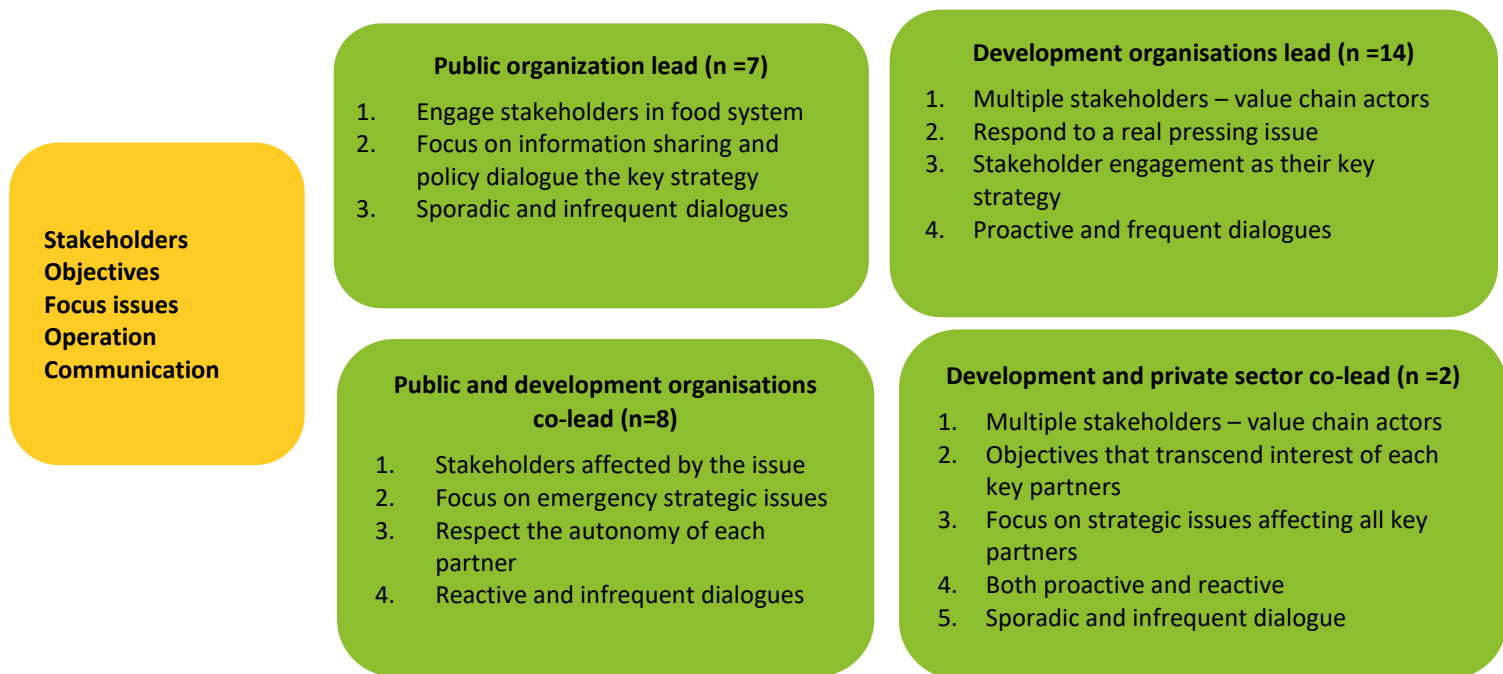 Stakeholders
Objectives
Focus issues
Operation
Communication
Public organization lead (n =7)
1. Engage stakeholders in food system
2. Focus on information sharing and
policy dialogue the key strategy
3. Sporadic and infrequent dialogues
Development organisations lead (n =14)
1. Multiple stakeholders – value chain actors
2. Respond to a real pressing issue
3. Stakeholder engagement as their key
strategy
4. Proactive and frequent dialogues
Public and development organisations
co-lead (n=8)
1. Stakeholders affected by the issue
2. Focus on emergency strategic issues
3. Respect the autonomy of each
partner
4. Reactive and infrequent dialogues
Development and private sector co-lead (n =2)
1. Multiple stakeholders – value chain actors
2. Objectives that transcend interest of each
key partners
3. Focus on strategic issues affecting all key
partners
4. Both proactive and reactive
5. Sporadic and infrequent dialogue